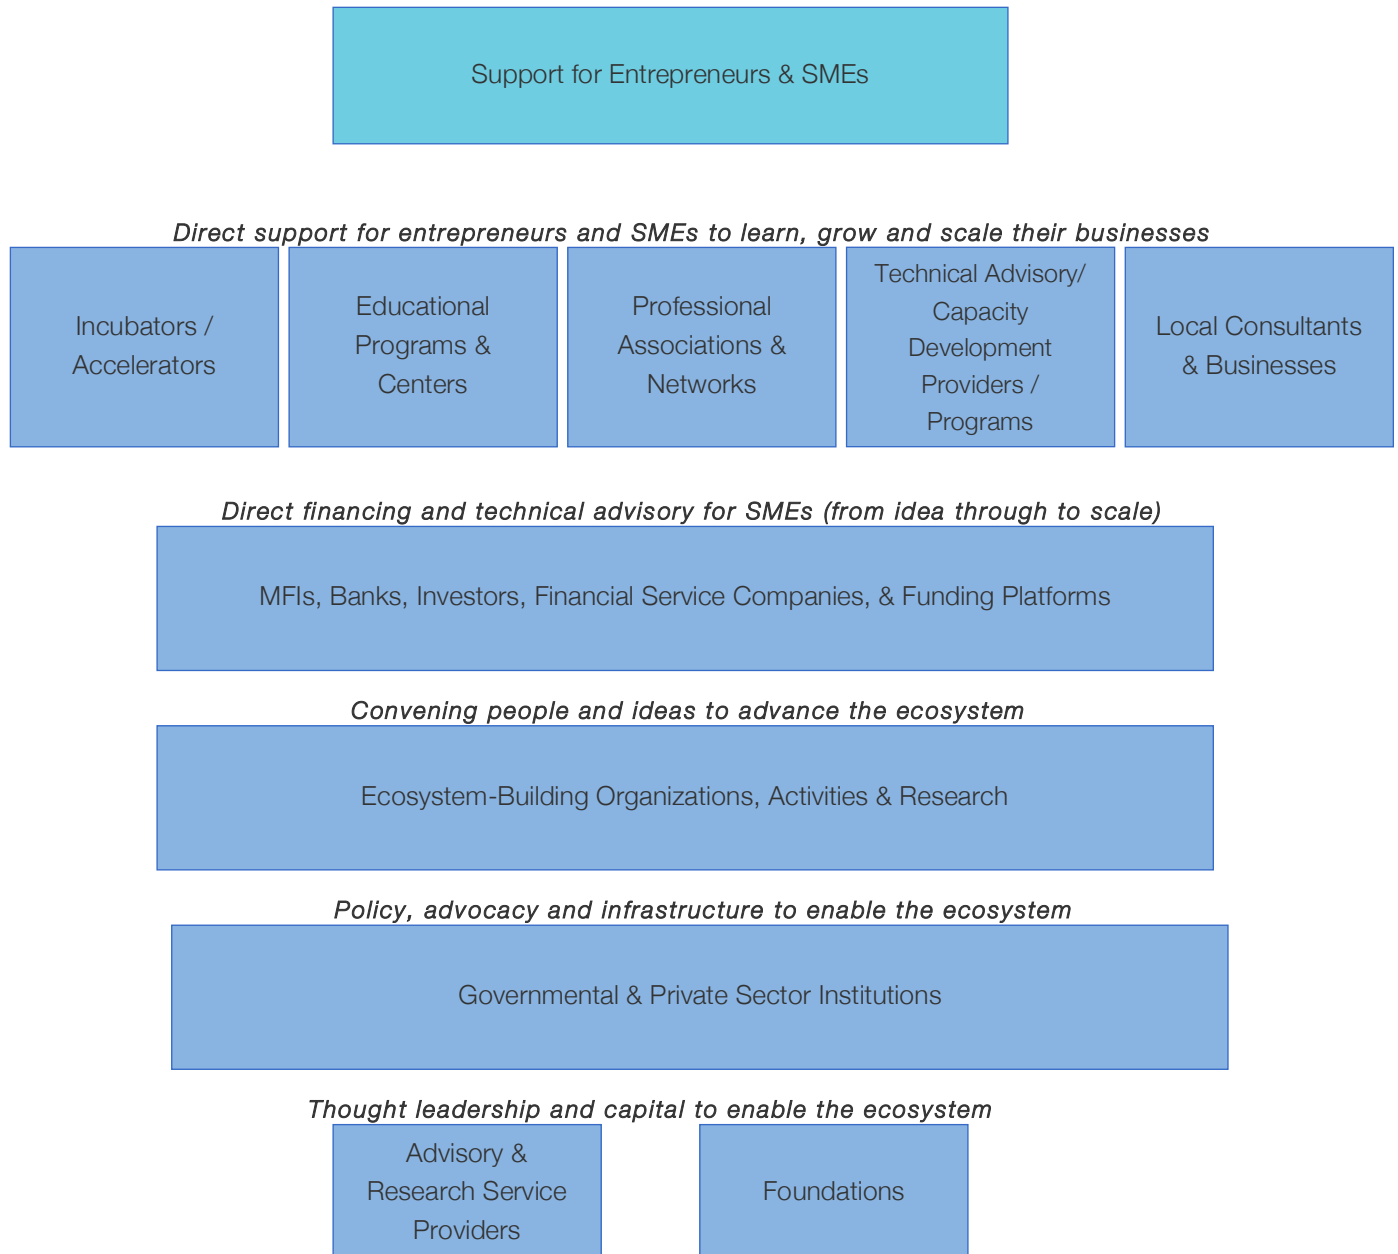 Support for Entrepreneurs & SMEs
Direct support for entrepreneurs and SMEs to learn, grow and scale their businesses
Incubators /
Accelerators
Educational
Programs &
Centers
Professional
Associations &
Networks
Technical Advisory/
Capacity
Development
Providers /
Programs
Local Consultants
& Businesses
Direct financing and technical advisory for SMEs (from idea through to scale)
MFIs, Banks, Investors, Financial Service Companies, & Funding Platforms
Convening people and ideas to advance the ecosystem
Ecosystem-Building Organizations, Activities & Research
Policy, advocacy and infrastructure to enable the ecosystem
Governmental & Private Sector Institutions
Thought leadership and capital to enable the ecosystem
Advisory &
Research Service
Providers
Foundations